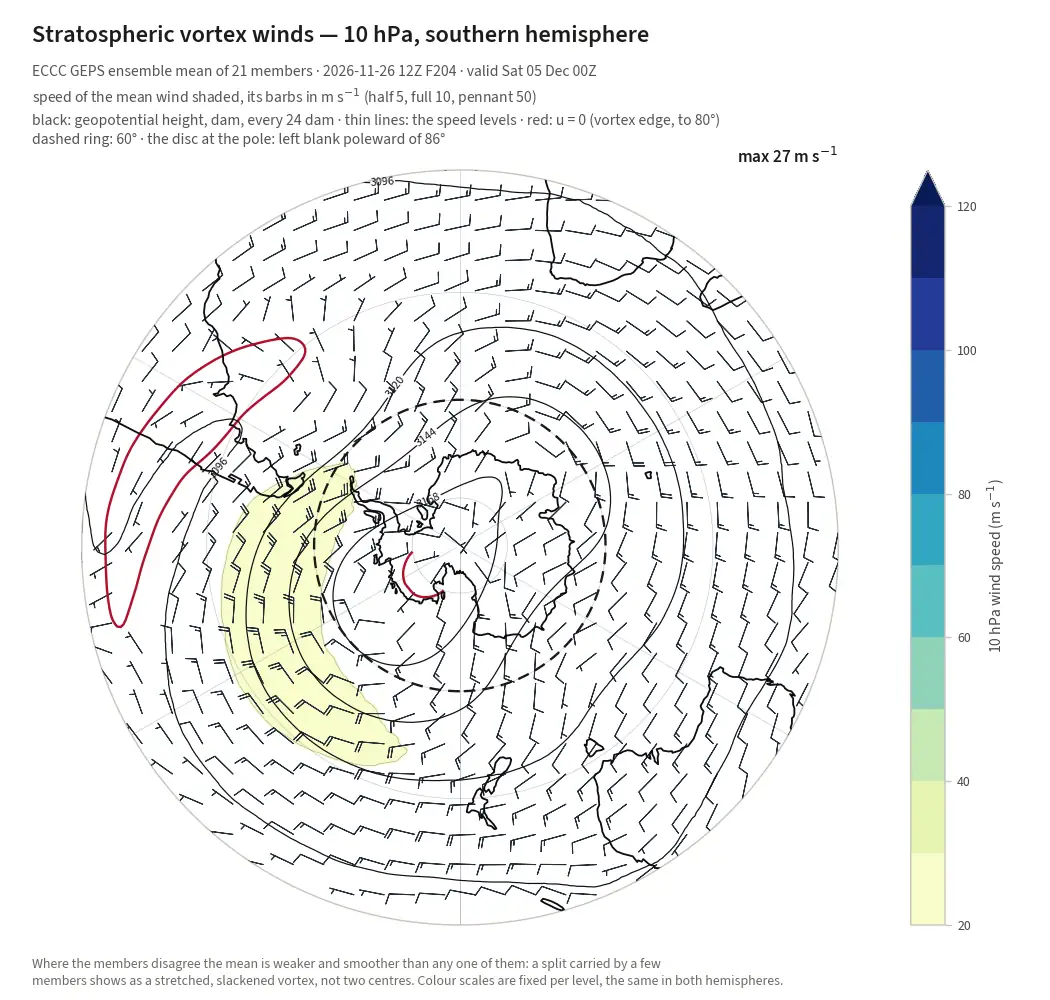 Stratospheric vortex winds — 10 hPa, southern hemisphere
ECCC GEPS ensemble mean of 21 members · 2026-11-26 12Z F204 · valid Sat 05 Dec 00Z
speed of the mean wind shaded, its barbs in m s⁻¹ (half 5, full 10, pennant 50)
black: geopotential height, dam, every 24 dam · thin lines: the speed levels · red: u = 0 (vortex edge, to 80°)
dashed ring: 60° · the disc at the pole: left blank poleward of 86°
max 27 m s⁻¹
3096
3120
3144
3168
120
100
80
60
40
20
10 hPa wind speed (m s⁻¹)
Where the members disagree the mean is weaker and smoother than any one of them: a split carried by a few
members shows as a stretched, slackened vortex, not two centres. Colour scales are fixed per level, the same in both hemispheres.